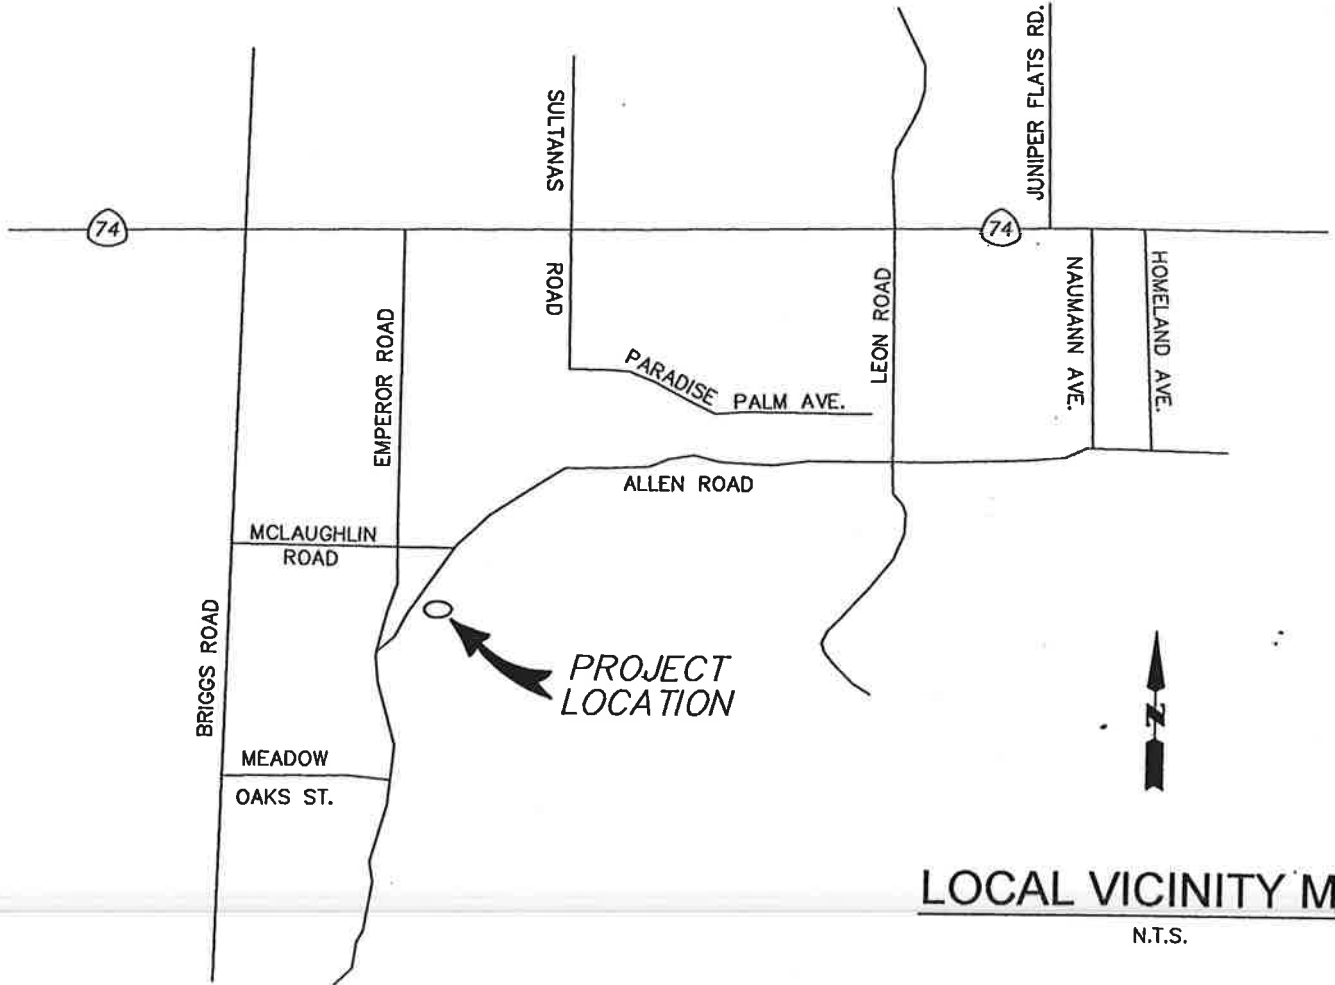 JUNIPER FLATS RD.
SULTANAS
ROAD
74
74
EMPEROR ROAD
LEON ROAD
NAUMANN AVE.
HOMELAND AVE.
PARADISE PALM AVE.
ALLEN ROAD
MCLAUGHLIN
ROAD
BRIGGS ROAD
PROJECT
LOCATION
N
MEADOW
OAKS ST.
LOCAL VICINITY M
N.T.S.